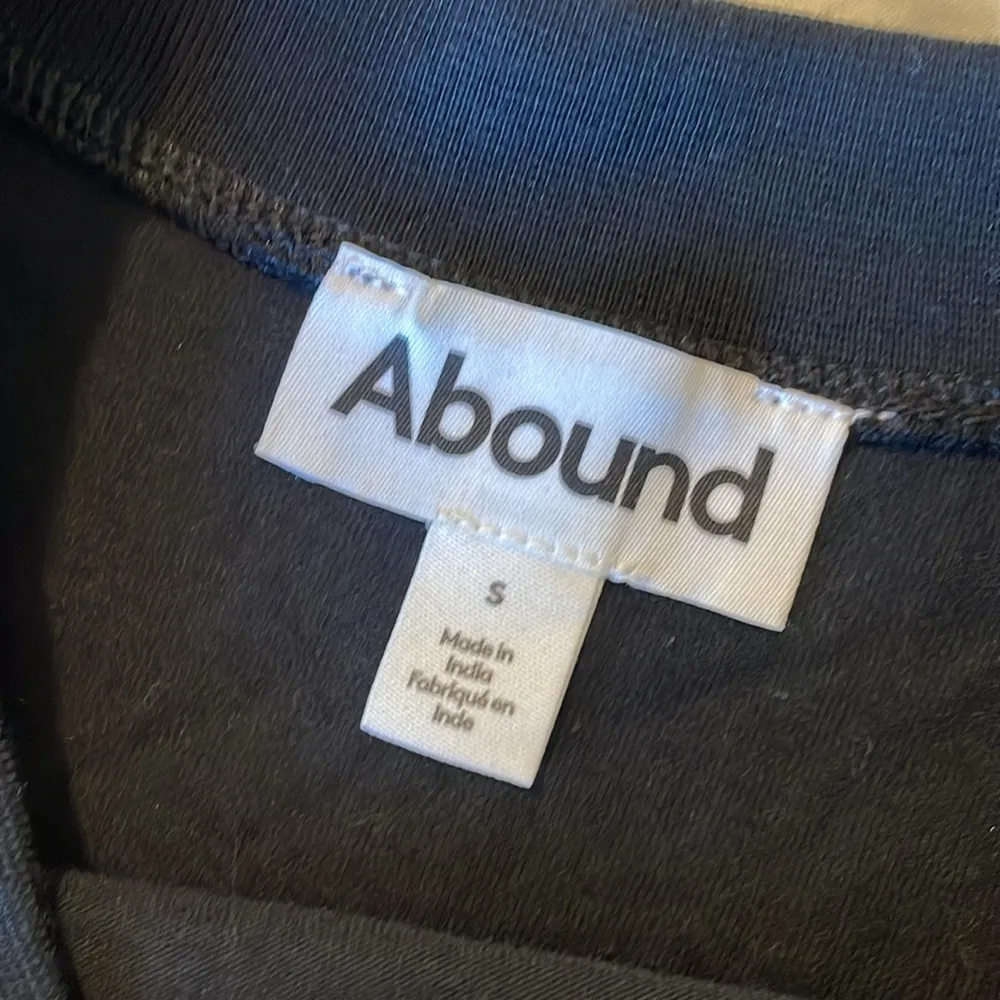 Abound
S
Made in
India
Fabriqué en
Inde